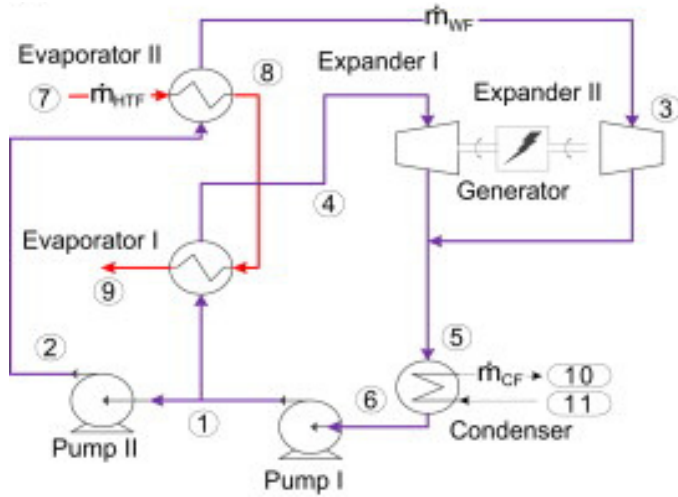 ṁWF
Evaporator II
8
Expander I
7
ṁHTF
Expander II
3
Generator
4
Evaporator I
9
2
5
ṁCF
10
1
6
11
Condenser
Pump II
Pump I